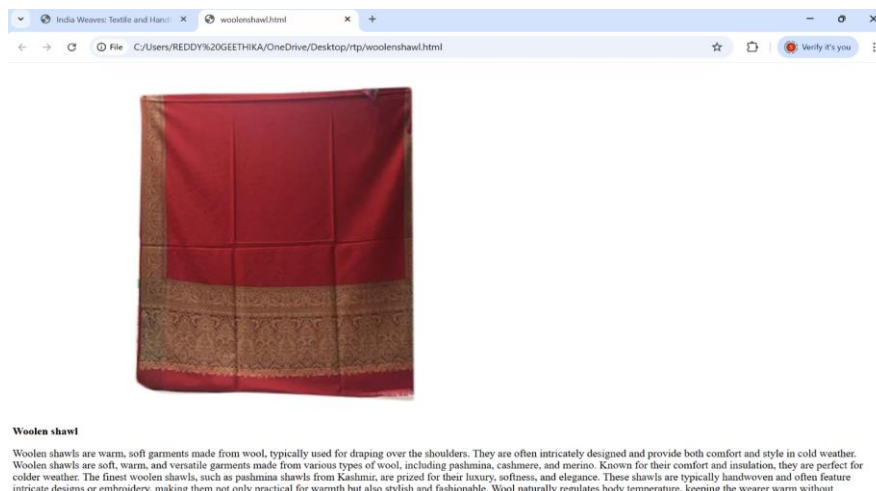 India Weaves: Textile and Handi
woolenshawl.html
File C:/Users/REDDY%20GEETHIKA/OneDrive/Desktop/rtp/woolenshawl.html
Verify it's you
Woolen shawl
Woolen shawls are warm, soft garments made from wool, typically used for draping over the shoulders. They are often intricately designed and provide both comfort and style in cold weather.
Woolen shawls are soft, warm, and versatile garments made from various types of wool, including pashmina, cashmere, and merino. Known for their comfort and insulation, they are perfect for
colder weather. The finest woolen shawls, such as pashmina shawls from Kashmir, are prized for their luxury, softness, and elegance. These shawls are typically handwoven and often feature
intricate designs or embroidery, making them not only practical for warmth but also stylish and fashionable. Wool naturally regulates body temperature, keeping the wearer warm without